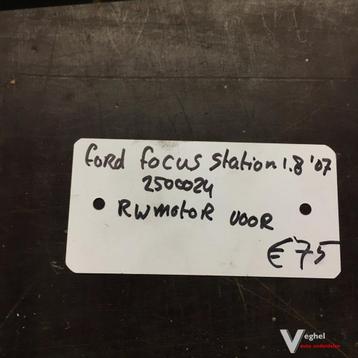 Ford Focus Station 1.8 '07
2500024
RWMOTOR VOOR
€75
Veghel